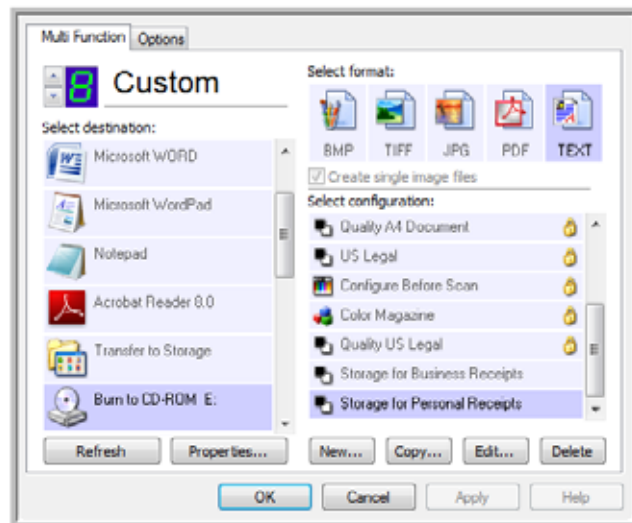 Multi Function
Options
8
Custom
Select destination:
Microsoft WORD
Microsoft WordPad
Notepad
Acrobat Reader 8.0
Transfer to Storage
Burn to CD-ROM E:
Refresh
Properties...
Select format:
BMP
TIFF
JPG
PDF
TEXT
Create single image files
Select configuration:
Quality A4 Document
US Legal
Configure Before Scan
Color Magazine
Quality US Legal
Storage for Business Receipts
Storage for Personal Receipts
New...
Copy...
Edit...
Delete
OK
Cancel
Apply
Help